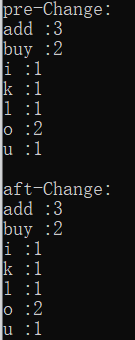 pre-Change:
add :3
buy :2
i :1
k :1
l :1
o :2
u :1

aft-Change:
add :3
buy :2
i :1
k :1
l :1
o :2
u :1